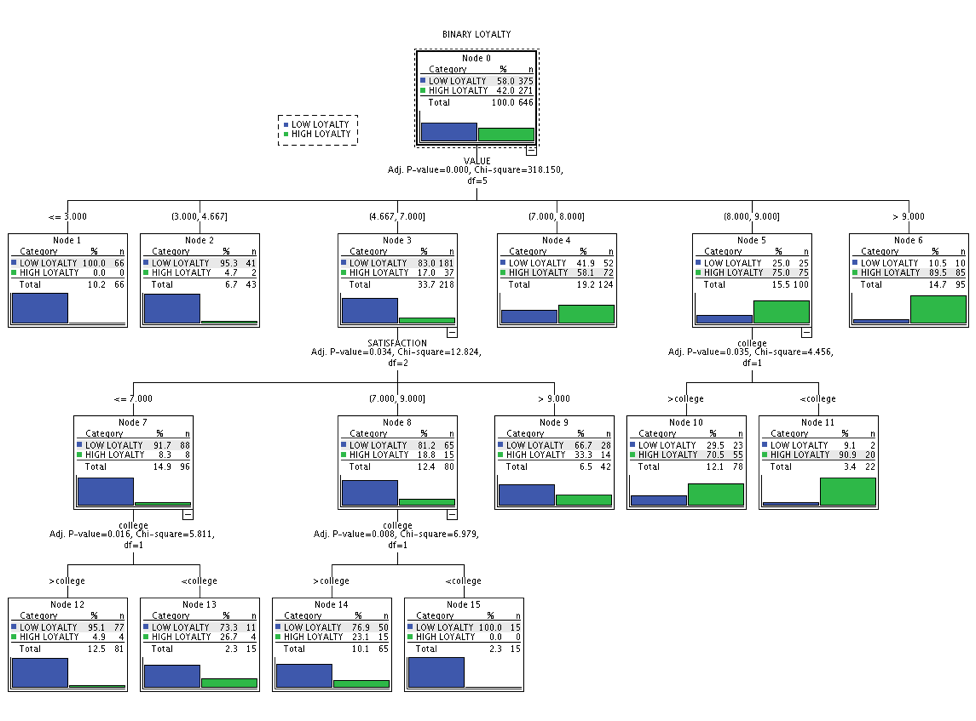 BINARY LOYALTY
Node 0
Category % n
LOW LOYALTY 58.0 375
HIGH LOYALTY 42.0 271
Total 100.0 646
LOW LOYALTY
HIGH LOYALTY
VALUE
Adj. P-value=0.000, Chi-square=318.150,
df=5
<= 3.000
(3.000, 4.667]
(4.667, 7.000]
(7.000, 8.000]
(8.000, 9.000]
> 9.000
Node 1
Category % n
LOW LOYALTY 100.0 66
HIGH LOYALTY 0.0 0
Total 10.2 66
Node 2
Category % n
LOW LOYALTY 95.3 41
HIGH LOYALTY 4.7 2
Total 6.7 43
Node 3
Category % n
LOW LOYALTY 83.0 181
HIGH LOYALTY 17.0 37
Total 33.7 218
Node 4
Category % n
LOW LOYALTY 41.9 52
HIGH LOYALTY 58.1 72
Total 19.2 124
Node 5
Category % n
LOW LOYALTY 25.0 25
HIGH LOYALTY 75.0 75
Total 15.5 100
Node 6
Category % n
LOW LOYALTY 10.5 10
HIGH LOYALTY 89.5 85
Total 14.7 95
SATISFACTION
Adj. P-value=0.034, Chi-square=12.824,
df=2
college
Adj. P-value=0.035, Chi-square=4.456,
df=1
<= 7.000
(7.000, 9.000]
> 9.000
>college
<college
Node 7
Category % n
LOW LOYALTY 91.7 88
HIGH LOYALTY 8.3 8
Total 14.9 96
Node 8
Category % n
LOW LOYALTY 81.2 65
HIGH LOYALTY 18.8 15
Total 12.4 80
Node 9
Category % n
LOW LOYALTY 66.7 28
HIGH LOYALTY 33.3 14
Total 6.5 42
Node 10
Category % n
LOW LOYALTY 29.5 23
HIGH LOYALTY 70.5 55
Total 12.1 78
Node 11
Category % n
LOW LOYALTY 9.1 2
HIGH LOYALTY 90.9 20
Total 3.4 22
college
Adj. P-value=0.016, Chi-square=5.811,
df=1
college
Adj. P-value=0.008, Chi-square=6.979,
df=1
>college
<college
>college
<college
Node 12
Category % n
LOW LOYALTY 95.1 77
HIGH LOYALTY 4.9 4
Total 12.5 81
Node 13
Category % n
LOW LOYALTY 73.3 11
HIGH LOYALTY 26.7 4
Total 2.3 15
Node 14
Category % n
LOW LOYALTY 76.9 50
HIGH LOYALTY 23.1 15
Total 10.1 65
Node 15
Category % n
LOW LOYALTY 100.0 15
HIGH LOYALTY 0.0 0
Total 2.3 15